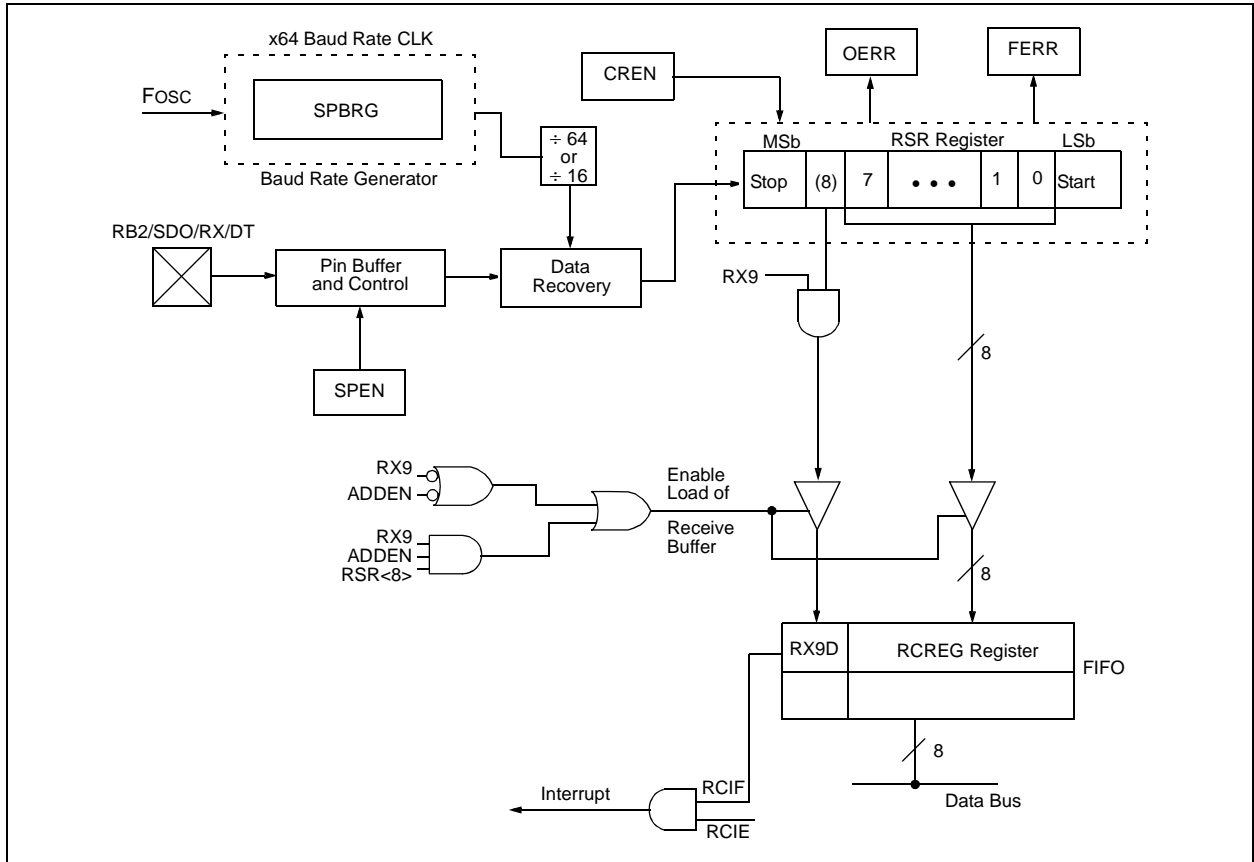 x64 Baud Rate CLK
FOSC
SPBRG
Baud Rate Generator
÷ 64
or
÷ 16
CREN
OERR
FERR
MSb
RSR Register
LSb
Stop (8) 7 • • • 1 0 Start
RB2/SDO/RX/DT
Pin Buffer
and Control
Data
Recovery
SPEN
RX9
8
RX9
ADDEN
RX9
ADDEN
RSR<8>
Enable
Load of
Receive
Buffer
8
RX9D
RCREG Register
FIFO
8
Data Bus
Interrupt
RCIF
RCIE